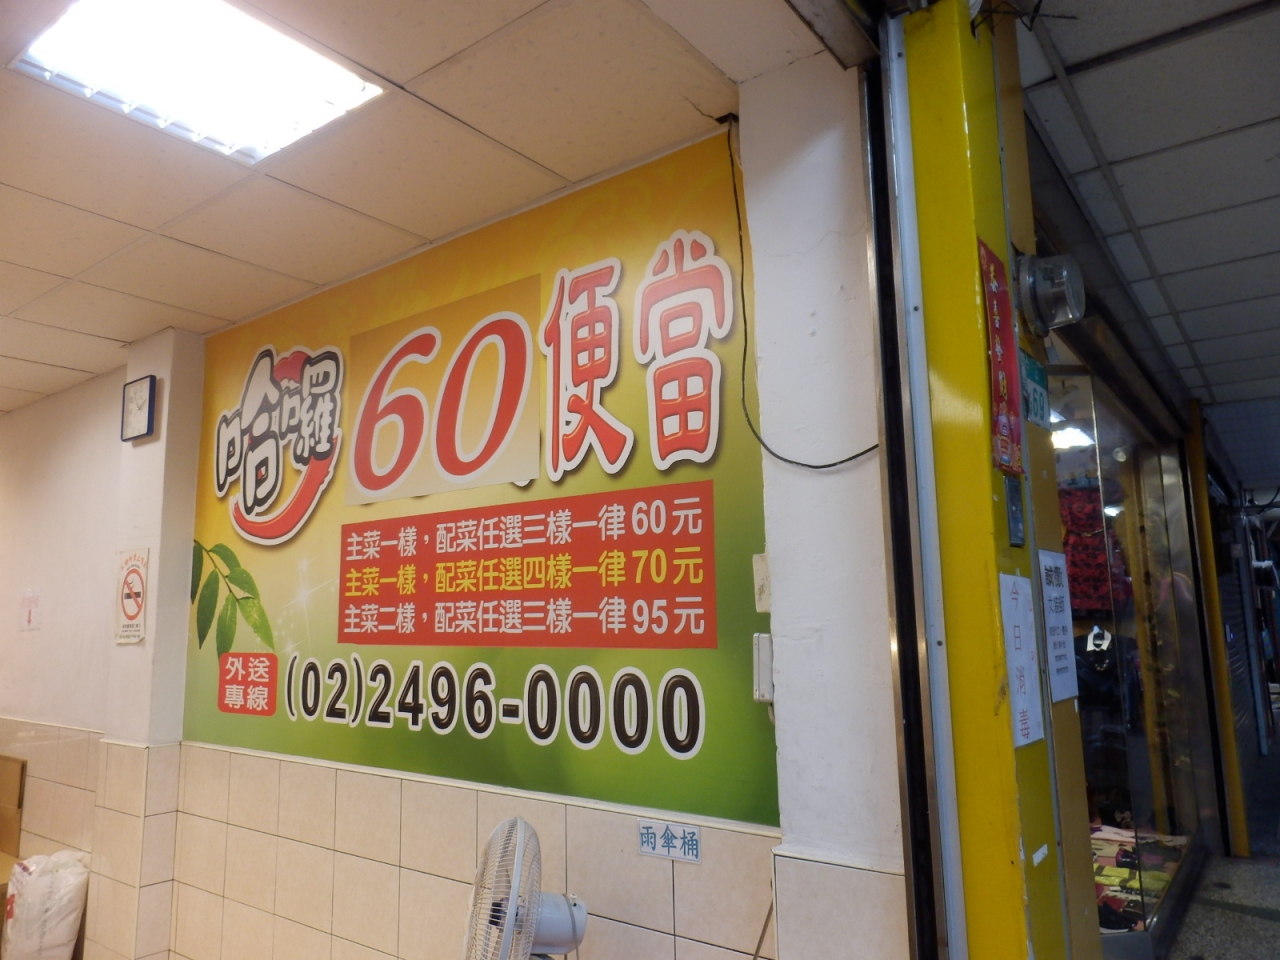 哈囉60便當
主菜一樣，配菜任選三樣一律60元
主菜一樣，配菜任選四樣一律70元
主菜二樣，配菜任選三樣一律95元
外送專線
(02)2496-0000
雨傘桶
今日消毒
68